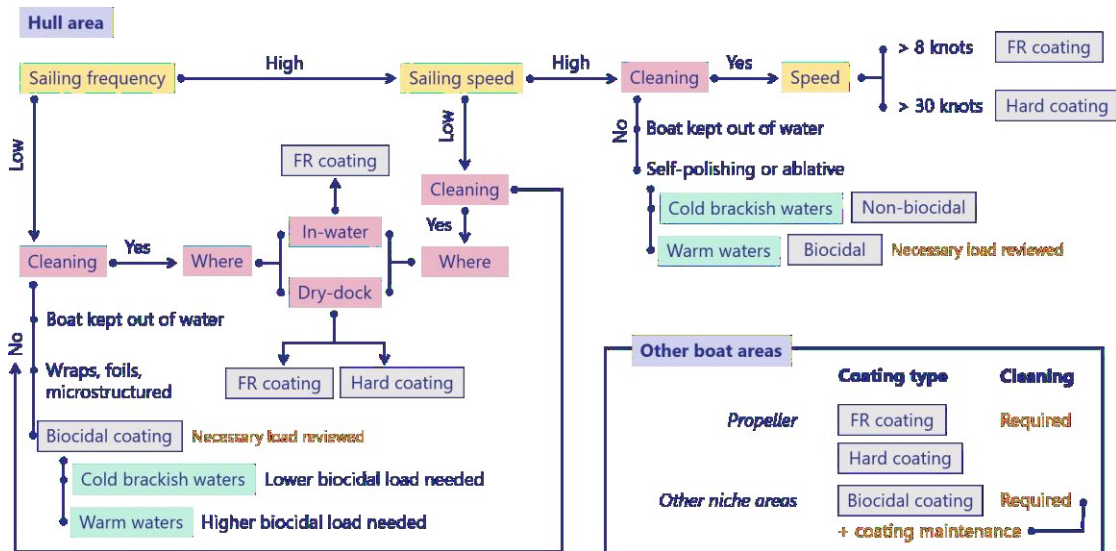 Hull area
Sailing frequency
High
Sailing speed
High
Cleaning
Yes
Speed
> 8 knots
FR coating
> 30 knots
Hard coating
Low
Low
No
Boat kept out of water
Self-polishing or ablative
Cold brackish waters
Non-biocidal
Warm waters
Biocidal
Necessary load reviewed
FR coating
Cleaning
Yes
Where
In-water
Dry-dock
Cleaning
Yes
Where
No
Boat kept out of water
Wraps, foils,
microstructured
FR coating
Hard coating
Biocidal coating
Necessary load reviewed
Cold brackish waters
Lower biocidal load needed
Warm waters
Higher biocidal load needed
Other boat areas
Coating type
Cleaning
Propeller
FR coating
Required
Hard coating
Other niche areas
Biocidal coating
Required
+ coating maintenance